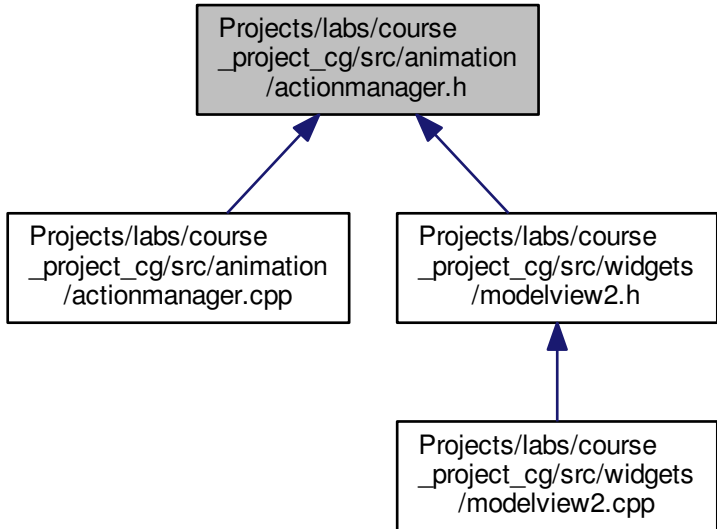 Projects/labs/course
_project_cg/src/animation
/actionmanager.h
Projects/labs/course
_project_cg/src/animation
/actionmanager.cpp
Projects/labs/course
_project_cg/src/widgets
/modelview2.h
Projects/labs/course
_project_cg/src/widgets
/modelview2.cpp